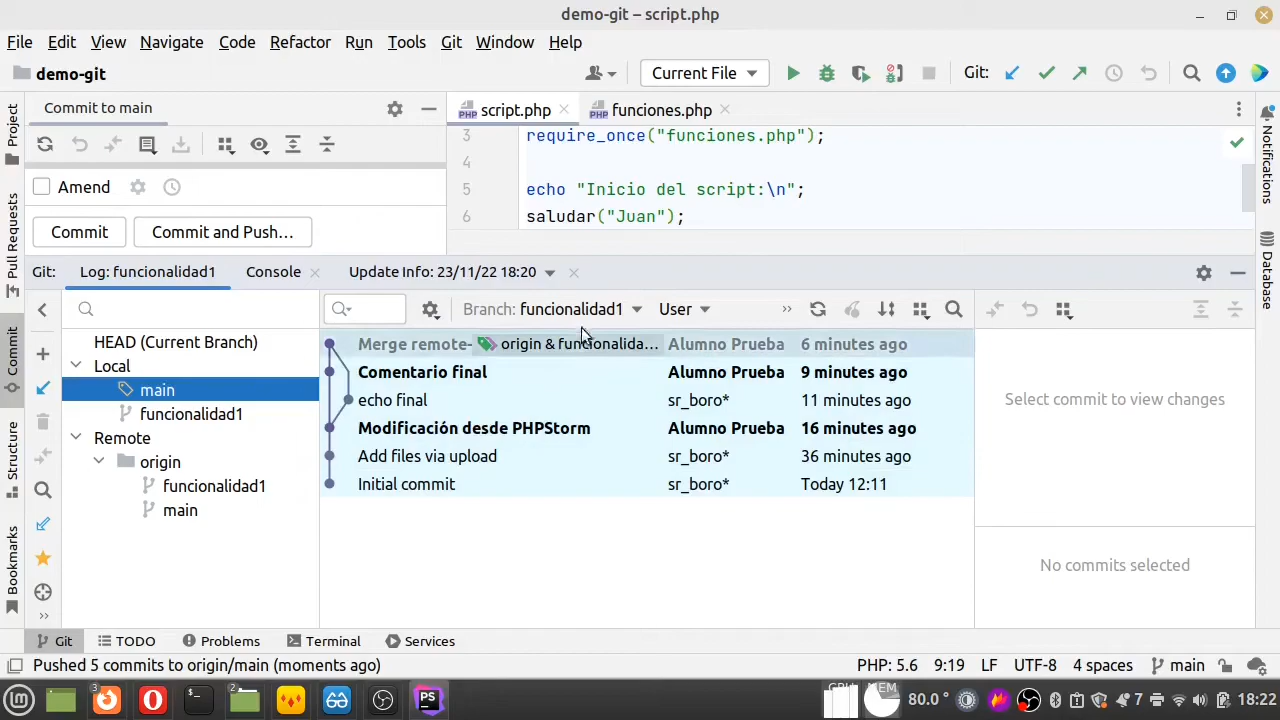 demo-git – script.php
File Edit View Navigate Code Refactor Run Tools Git Window Help
demo-git
Current File
Git:
Project
Commit to main
script.php
funciones.php
Notifications
3 require_once("funciones.php");
4
Amend
5 echo "Inicio del script:\n";
6 saludar("Juan");
Pull Requests
Commit
Commit and Push…
Database
Git: Log: funcionalidad1 Console Update Info: 23/11/22 18:20
Branch: funcionalidad1 User
Commit
HEAD (Current Branch)
Local
main
funcionalidad1
Remote
origin
funcionalidad1
main
Merge remote- origin & funcionalida… Alumno Prueba 6 minutes ago
Comentario final Alumno Prueba 9 minutes ago
echo final sr_boro* 11 minutes ago
Modificación desde PHPStorm Alumno Prueba 16 minutes ago
Add files via upload sr_boro* 36 minutes ago
Initial commit sr_boro* Today 12:11
Select commit to view changes
No commits selected
Structure
Bookmarks
Git TODO Problems Terminal Services
Pushed 5 commits to origin/main (moments ago) PHP: 5.6 9:19 LF UTF-8 4 spaces main
3 2 PS CPU MEM 80.0 ° 7 18:22